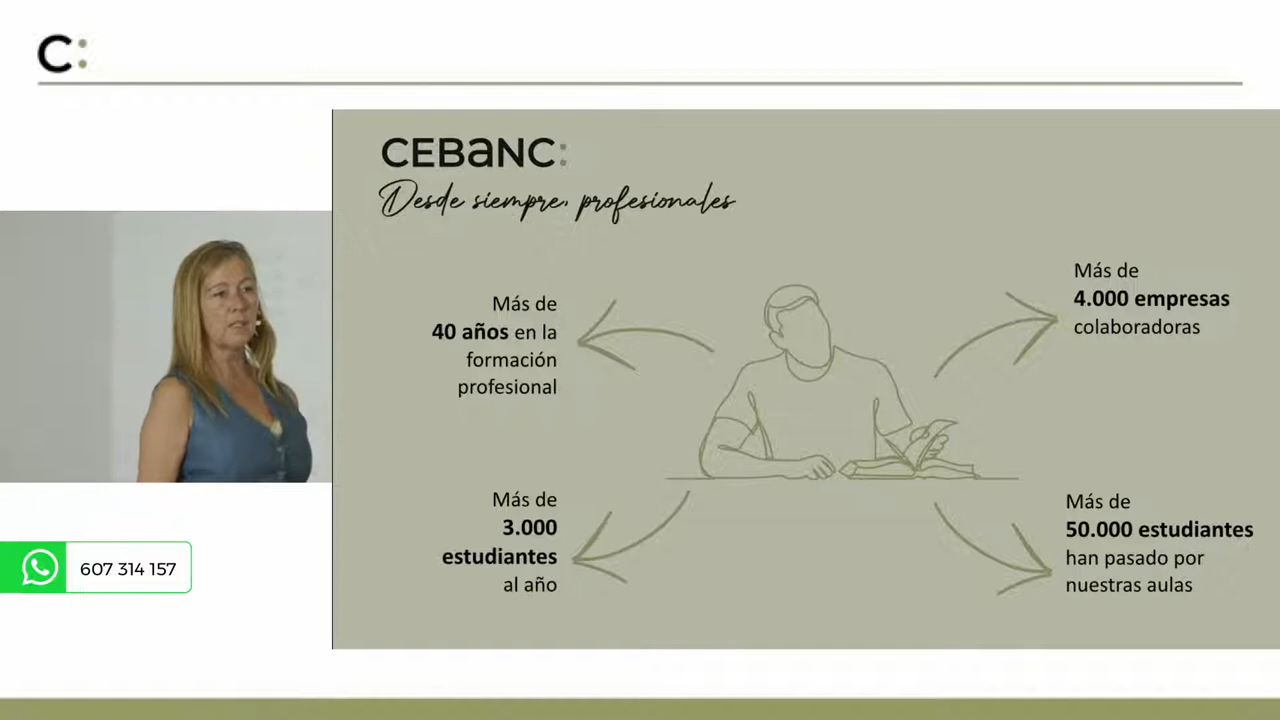 C:
CEBaNC:
Desde siempre, profesionales
Más de
40 años en la
formación
profesional
Más de
4.000 empresas
colaboradoras
Más de
3.000
estudiantes
al año
Más de
50.000 estudiantes
han pasado por
nuestras aulas
607 314 157